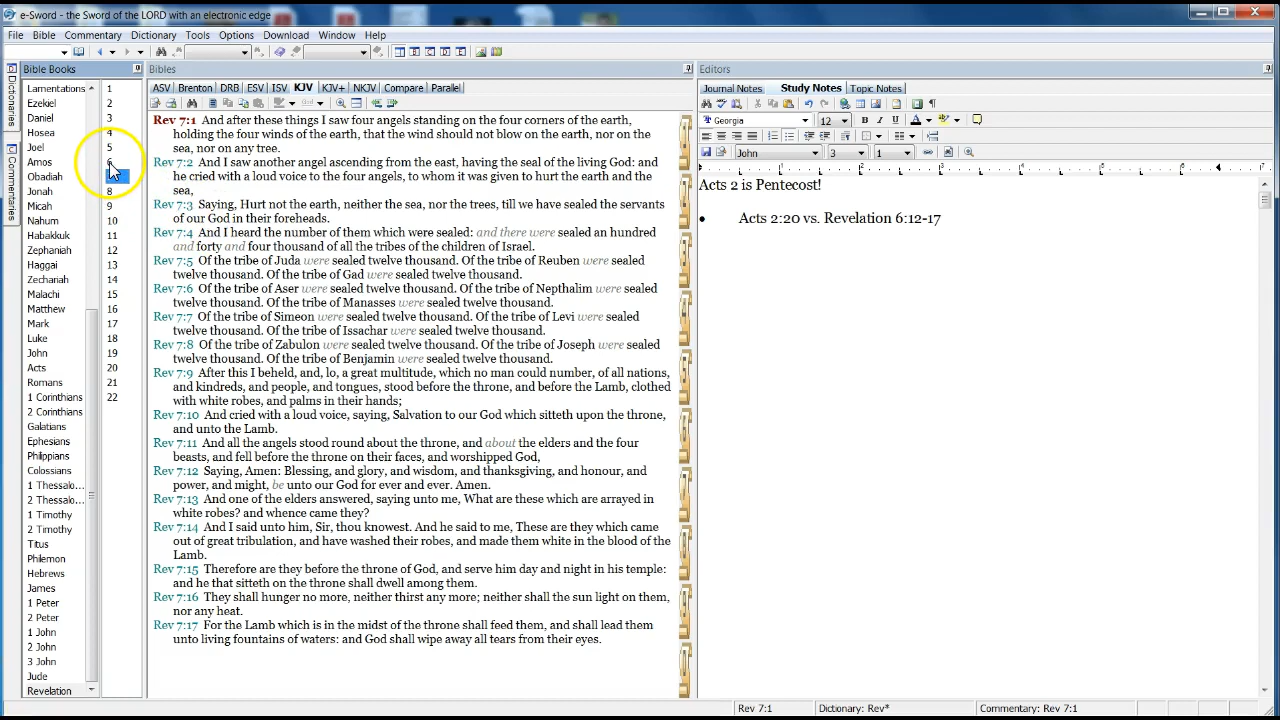 e-Sword - the Sword of the LORD with an electronic edge
File Bible Commentary Dictionary Tools Options Download Window Help
Dictionaries
Commentaries
Bible Books
Lamentations
Ezekiel
Daniel
Hosea
Joel
Amos
Obadiah
Jonah
Micah
Nahum
Habakkuk
Zephaniah
Haggai
Zechariah
Malachi
Matthew
Mark
Luke
John
Acts
Romans
1 Corinthians
2 Corinthians
Galatians
Ephesians
Philippians
Colossians
1 Thessalo...
2 Thessalo...
1 Timothy
2 Timothy
Titus
Philemon
Hebrews
James
1 Peter
2 Peter
1 John
2 John
3 John
Jude
Revelation
1
2
3
4
5
8
9
10
11
12
13
14
15
16
17
18
19
20
21
22
Bibles
ASV Brenton DRB ESV ISV KJV KJV+ NKJV Compare Parallel
Rev 7:1 And after these things I saw four angels standing on the four corners of the earth,
holding the four winds of the earth, that the wind should not blow on the earth, nor on the
sea, nor on any tree.
Rev 7:2 And I saw another angel ascending from the east, having the seal of the living God: and
he cried with a loud voice to the four angels, to whom it was given to hurt the earth and the
sea,
Rev 7:3 Saying, Hurt not the earth, neither the sea, nor the trees, till we have sealed the servants
of our God in their foreheads.
Rev 7:4 And I heard the number of them which were sealed: and there were sealed an hundred
and forty and four thousand of all the tribes of the children of Israel.
Rev 7:5 Of the tribe of Juda were sealed twelve thousand. Of the tribe of Reuben were sealed
twelve thousand. Of the tribe of Gad were sealed twelve thousand.
Rev 7:6 Of the tribe of Aser were sealed twelve thousand. Of the tribe of Nepthalim were sealed
twelve thousand. Of the tribe of Manasses were sealed twelve thousand.
Rev 7:7 Of the tribe of Simeon were sealed twelve thousand. Of the tribe of Levi were sealed
twelve thousand. Of the tribe of Issachar were sealed twelve thousand.
Rev 7:8 Of the tribe of Zabulon were sealed twelve thousand. Of the tribe of Joseph were sealed
twelve thousand. Of the tribe of Benjamin were sealed twelve thousand.
Rev 7:9 After this I beheld, and, lo, a great multitude, which no man could number, of all nations,
and kindreds, and people, and tongues, stood before the throne, and before the Lamb, clothed
with white robes, and palms in their hands;
Rev 7:10 And cried with a loud voice, saying, Salvation to our God which sitteth upon the throne,
and unto the Lamb.
Rev 7:11 And all the angels stood round about the throne, and about the elders and the four
beasts, and fell before the throne on their faces, and worshipped God,
Rev 7:12 Saying, Amen: Blessing, and glory, and wisdom, and thanksgiving, and honour, and
power, and might, be unto our God for ever and ever. Amen.
Rev 7:13 And one of the elders answered, saying unto me, What are these which are arrayed in
white robes? and whence came they?
Rev 7:14 And I said unto him, Sir, thou knowest. And he said to me, These are they which came
out of great tribulation, and have washed their robes, and made them white in the blood of the
Lamb.
Rev 7:15 Therefore are they before the throne of God, and serve him day and night in his temple:
and he that sitteth on the throne shall dwell among them.
Rev 7:16 They shall hunger no more, neither thirst any more; neither shall the sun light on them,
nor any heat.
Rev 7:17 For the Lamb which is in the midst of the throne shall feed them, and shall lead them
unto living fountains of waters: and God shall wipe away all tears from their eyes.
Editors
Journal Notes Study Notes Topic Notes
Georgia 12 B I U A
John 3 1
1 2 3 4 5 6 7
Acts 2 is Pentecost!
• Acts 2:20 vs. Revelation 6:12-17
Rev 7:1 Dictionary: Rev* Commentary: Rev 7:1